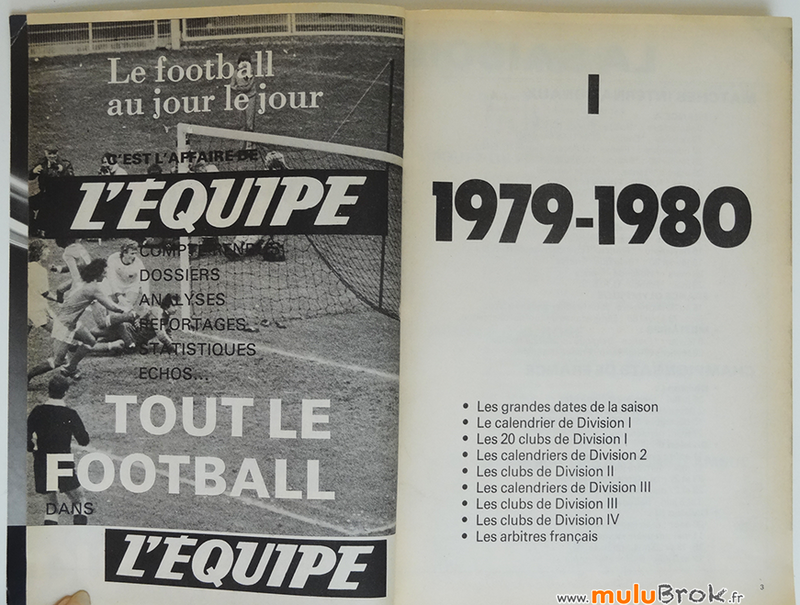 Le football
au jour le jour
C'EST L'AFFAIRE DE
L'ÉQUIPE
COMPTE RENDUS
DOSSIERS
ANALYSES
REPORTAGES
STATISTIQUES
ECHOS...
TOUT LE
FOOTBALL
DANS
L'ÉQUIPE
I
1979-1980
• Les grandes dates de la saison
• Le calendrier de Division I
• Les 20 clubs de Division I
• Les calendriers de Division 2
• Les clubs de Division II
• Les calendriers de Division III
• Les clubs de Division III
• Les clubs de Division IV
• Les arbitres français
3
www.muluBrok.fr